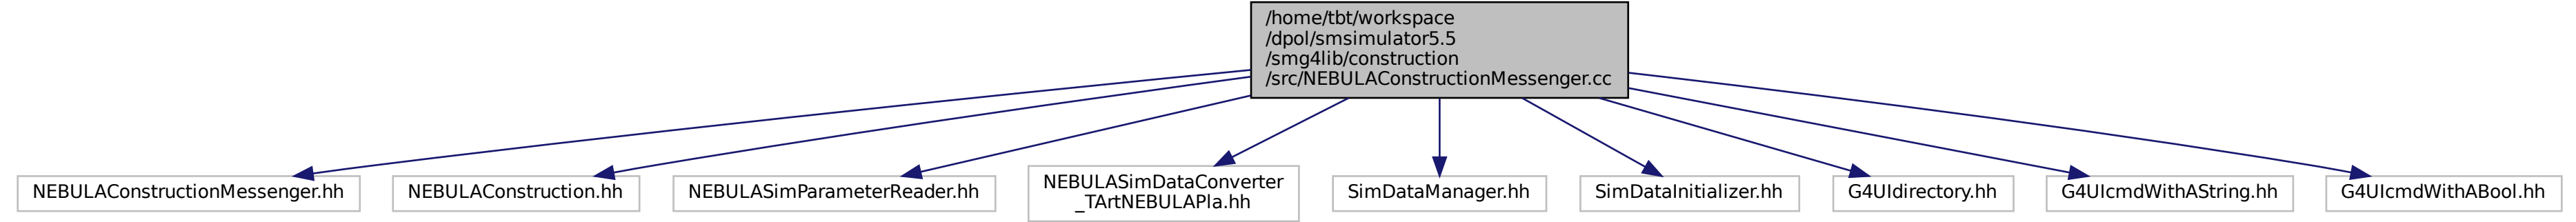 /home/tbt/workspace
/dpol/smsimulator5.5
/smg4lib/construction
/src/NEBULAConstructionMessenger.cc
NEBULAConstructionMessenger.hh
NEBULAConstruction.hh
NEBULASimParameterReader.hh
NEBULASimDataConverter
_TArtNEBULAPla.hh
SimDataManager.hh
SimDataInitializer.hh
G4UIdirectory.hh
G4UIcmdWithAString.hh
G4UIcmdWithABool.hh